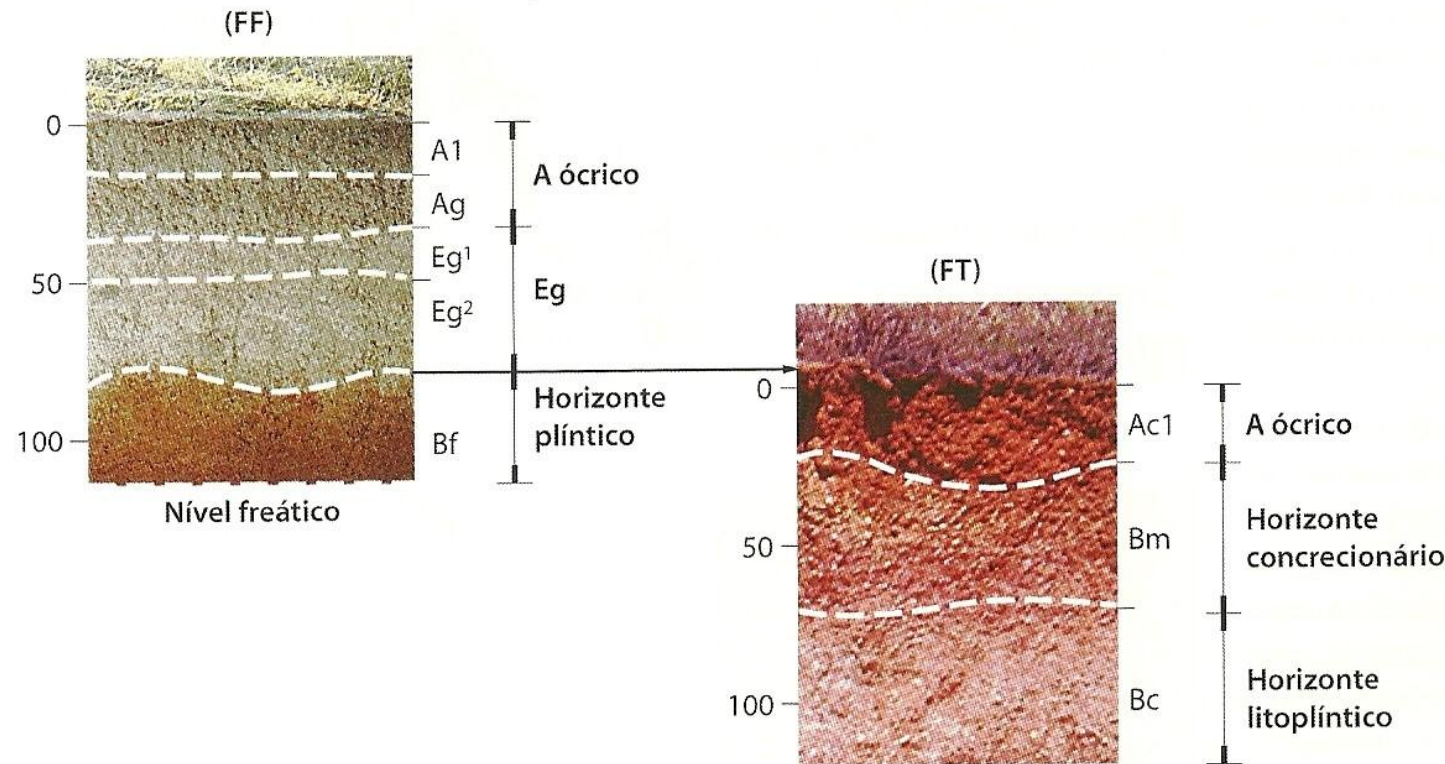 (FF)
0
50
100
A1
Ag
Eg¹
Eg²
Bf
A ócrico
Eg
Horizonte
plíntico
Nível freático
(FT)
0
50
100
Ac1
Bm
Bc
A ócrico
Horizonte
concrecionário
Horizonte
litoplíntico